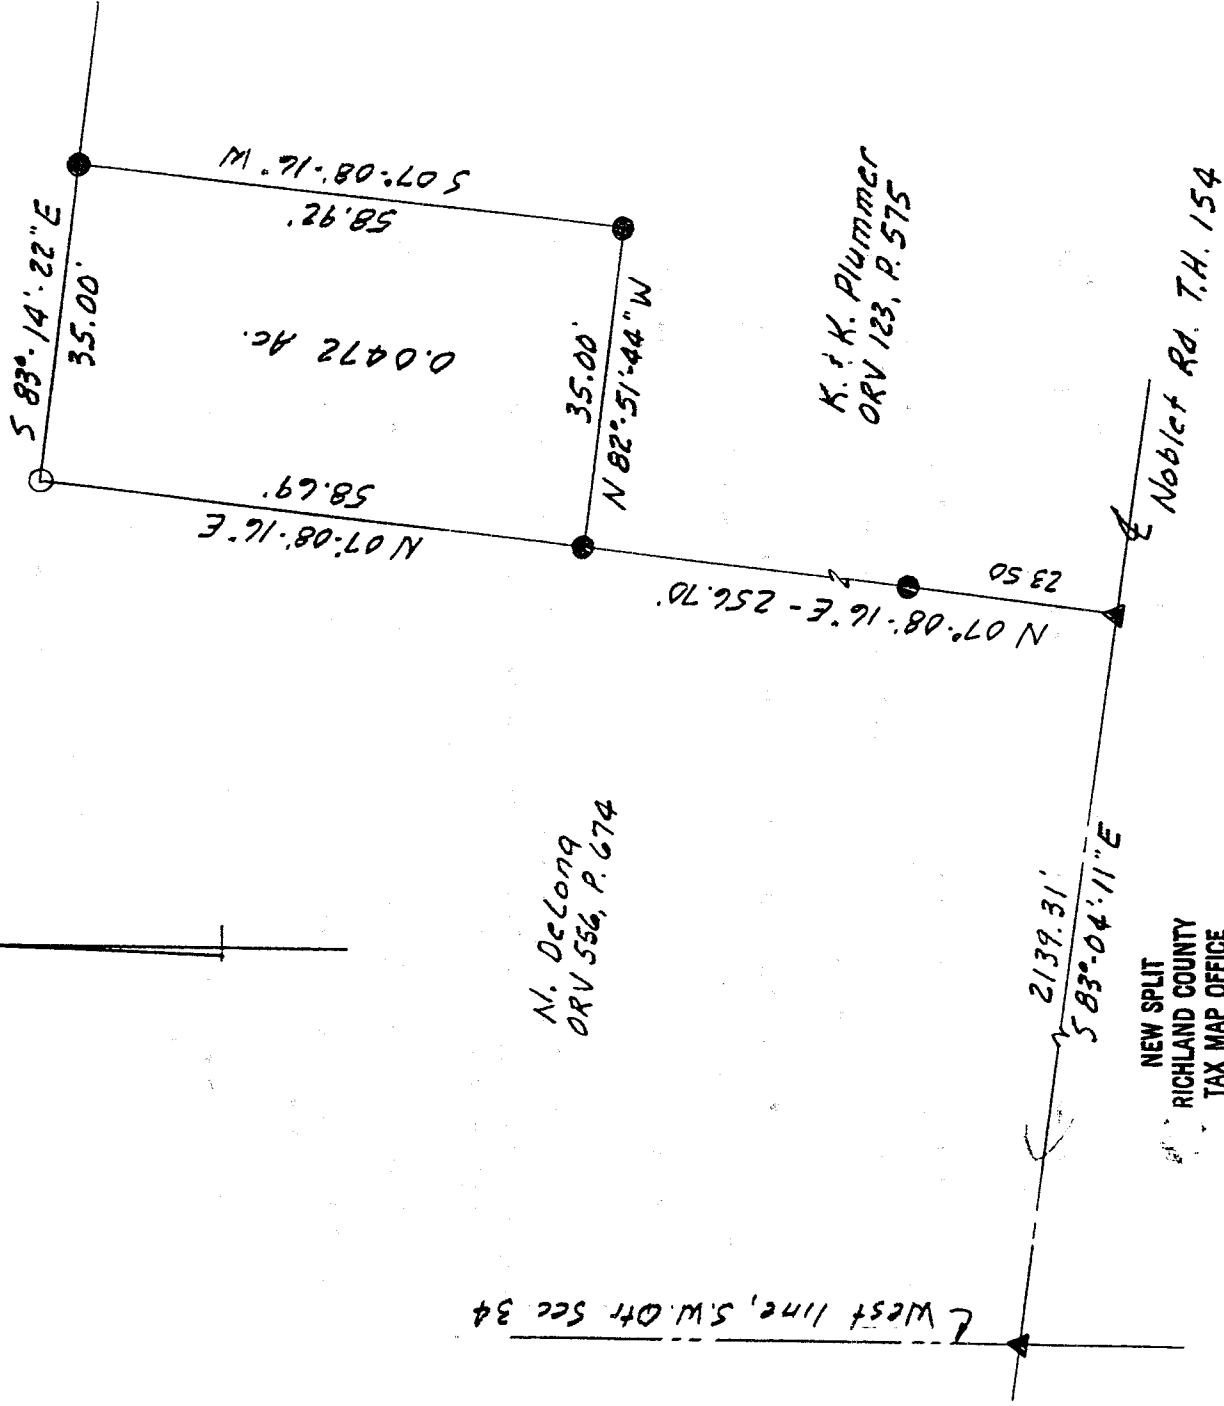 S 83°-14'-22" E
35.00'
S 07°-08'-16" W
58.92'
0.0472 Ac.
58.69'
N 07°-08'-16" E
35.00'
N 82°-51'-44" W
K. & K. Plummer
ORV 123, P. 575
23.50
N 07°-08'-16" E - 256.70'
Noblet Rd. T.H. 154
N. DeLong
ORV 556, P. 674
2139.31'
S 83°-04'-11" E
West line, S.W. Qtr Sec 34
NEW SPLIT
RICHLAND COUNTY
TAX MAP OFFICE